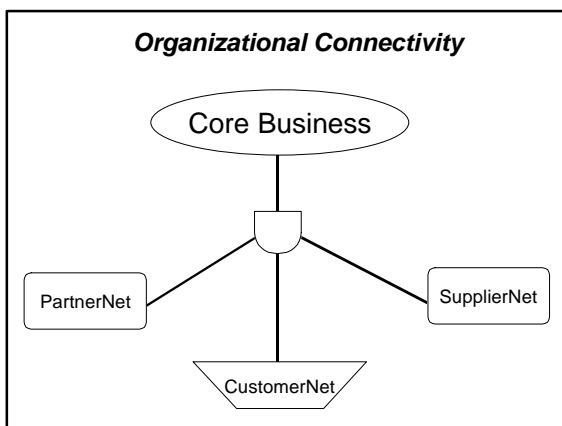 Organizational Connectivity
Core Business
PartnerNet
SupplierNet
CustomerNet